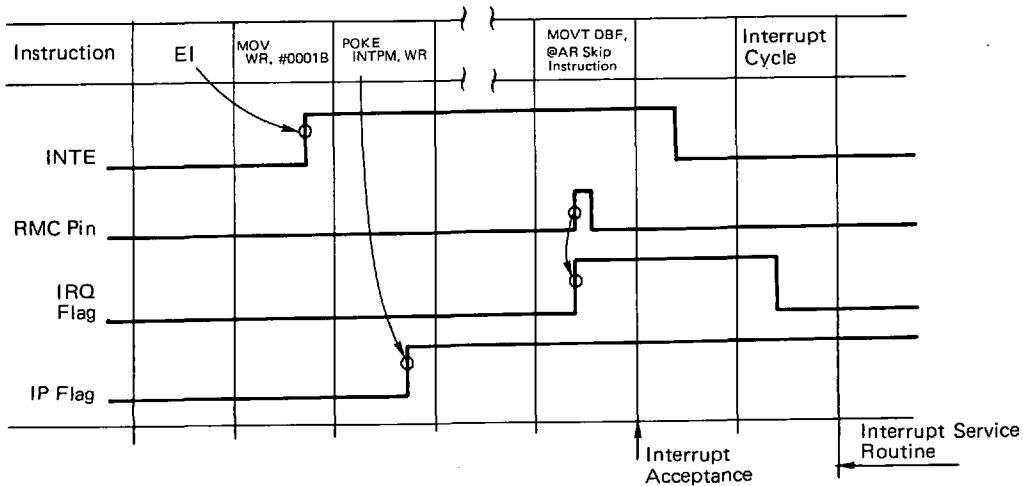 Instruction
EI
MOV
WR, #0001B
POKE
INTPM, WR
MOVT DBF,
@AR Skip
Instruction
Interrupt
Cycle
INTE
RMC Pin
IRQ
Flag
IP Flag
Interrupt
Acceptance
Interrupt Service
Routine